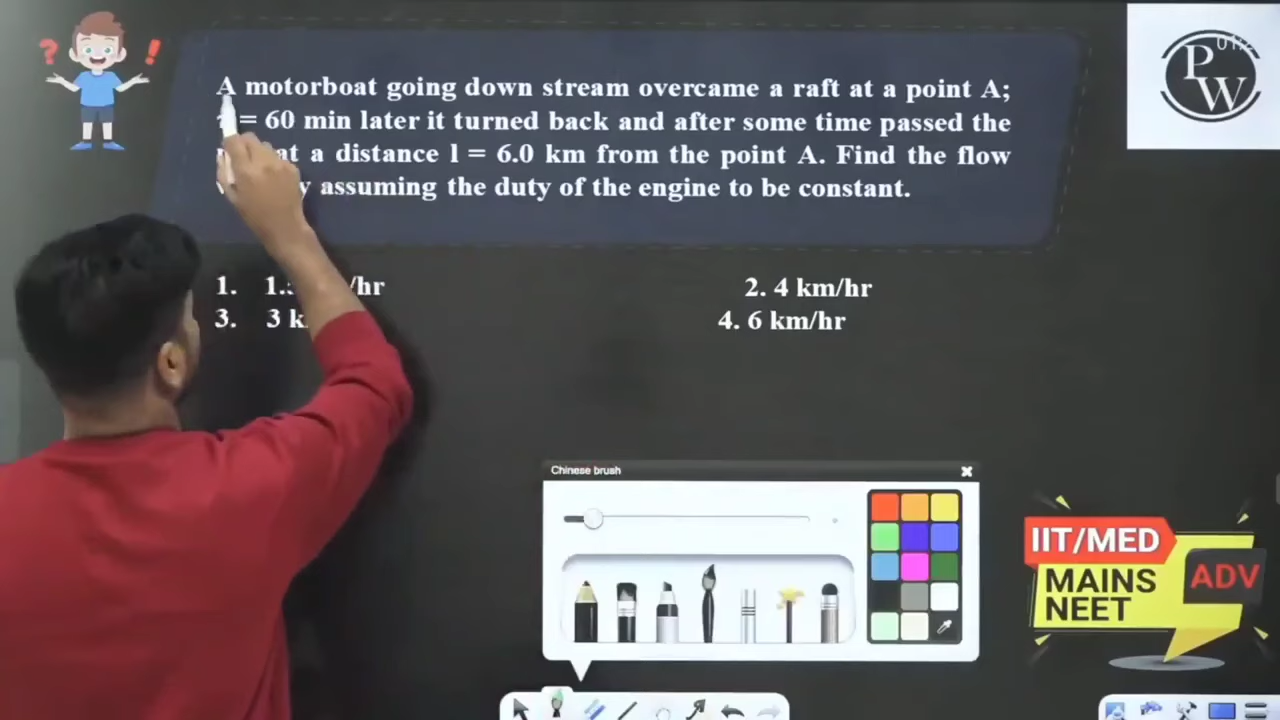 A motorboat going down stream overcame a raft at a point A;
= 60 min later it turned back and after some time passed the
at a distance l = 6.0 km from the point A. Find the flow
assuming the duty of the engine to be constant.
1. /hr
2. 4 km/hr
3. 3
4. 6 km/hr
PW
Chinese brush
IIT/MED
MAINS
NEET
ADV